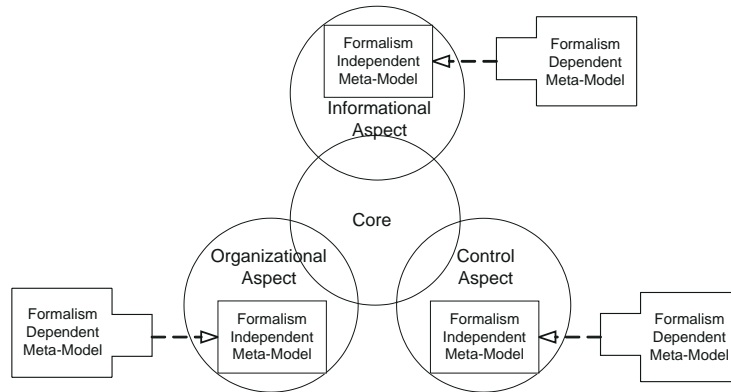 Formalism
Independent
Meta-Model
Formalism
Dependent
Meta-Model
Informational
Aspect
Core
Organizational
Aspect
Control
Aspect
Formalism
Dependent
Meta-Model
Formalism
Independent
Meta-Model
Formalism
Independent
Meta-Model
Formalism
Dependent
Meta-Model